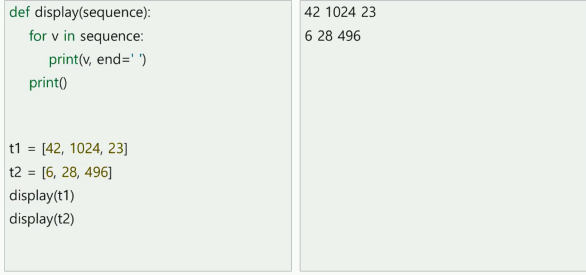 def display(sequence):
    for v in sequence:
        print(v, end=' ')
    print()
t1 = [42, 1024, 23]
t2 = [6, 28, 496]
display(t1)
display(t2)
42 1024 23
6 28 496